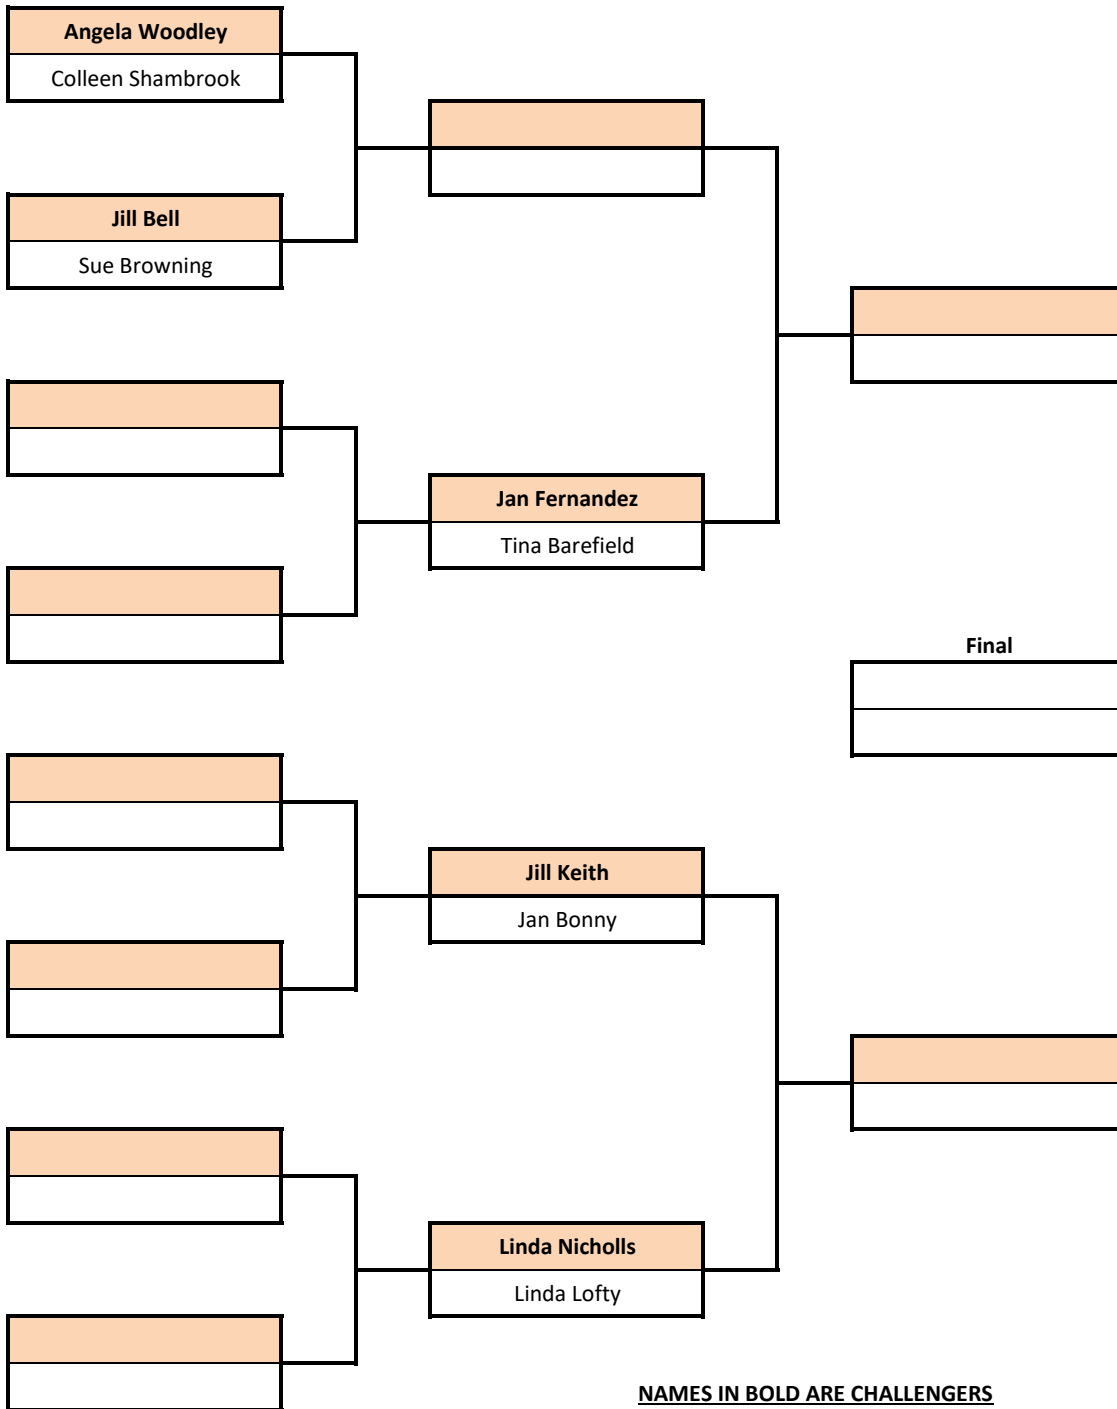 Angela Woodley
Colleen Shambrook
Jill Bell
Sue Browning
Jan Fernandez
Tina Barefield
Final
Jill Keith
Jan Bonny
Linda Nicholls
Linda Lofty
NAMES IN BOLD ARE CHALLENGERS